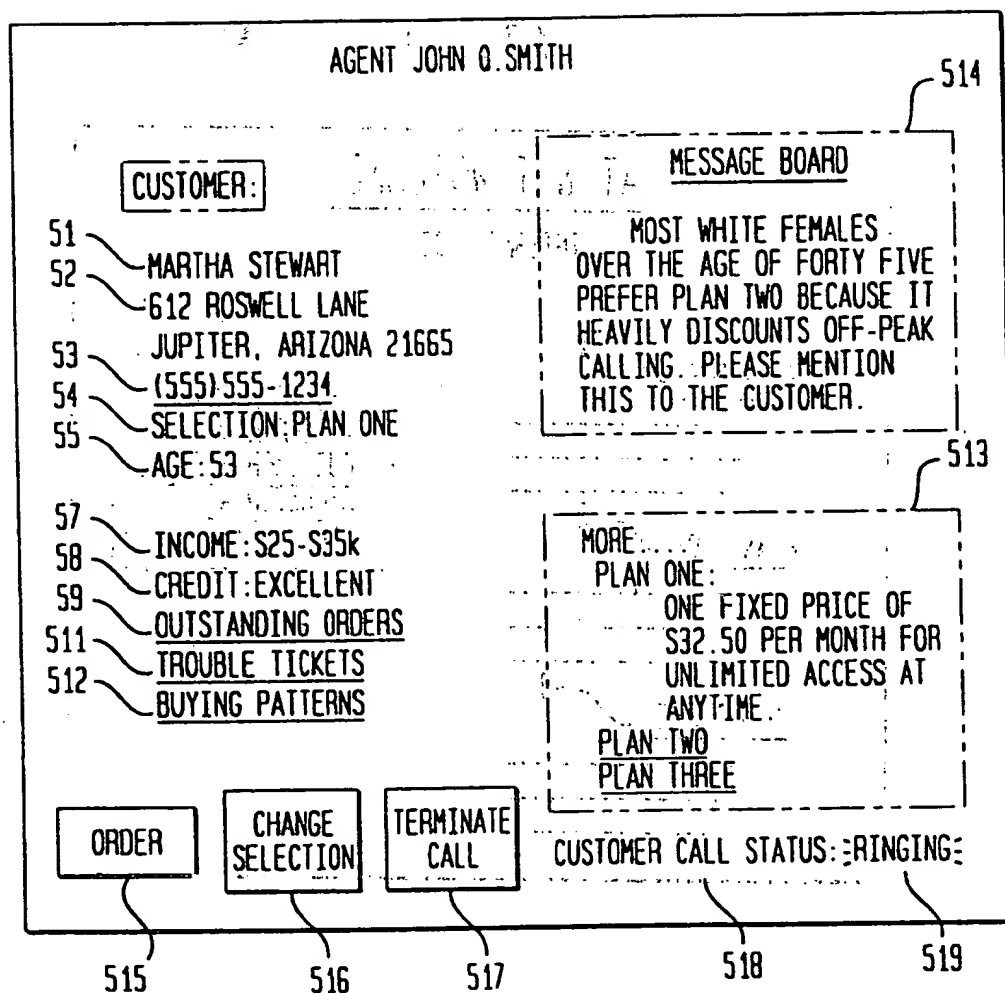 AGENT JOHN Q.SMITH
514
CUSTOMER:
MESSAGE BOARD
MOST WHITE FEMALES
OVER THE AGE OF FORTY FIVE
PREFER PLAN TWO BECAUSE IT
HEAVILY DISCOUNTS OFF-PEAK
CALLING. PLEASE MENTION
THIS TO THE CUSTOMER.
51
MARTHA STEWART
52
612 ROSWELL LANE
JUPITER, ARIZONA 21665
53
(555) 555-1234
54
SELECTION:PLAN ONE
55
AGE:53
513
57
INCOME:$25-$35k
58
CREDIT:EXCELLENT
59
OUTSTANDING ORDERS
511
TROUBLE TICKETS
512
BUYING PATTERNS
MORE
PLAN ONE:
ONE FIXED PRICE OF
$32.50 PER MONTH FOR
UNLIMITED ACCESS AT
ANYTIME.
PLAN TWO
PLAN THREE
ORDER
CHANGE
SELECTION
TERMINATE
CALL
CUSTOMER CALL STATUS: RINGING
515
516
517
518
519